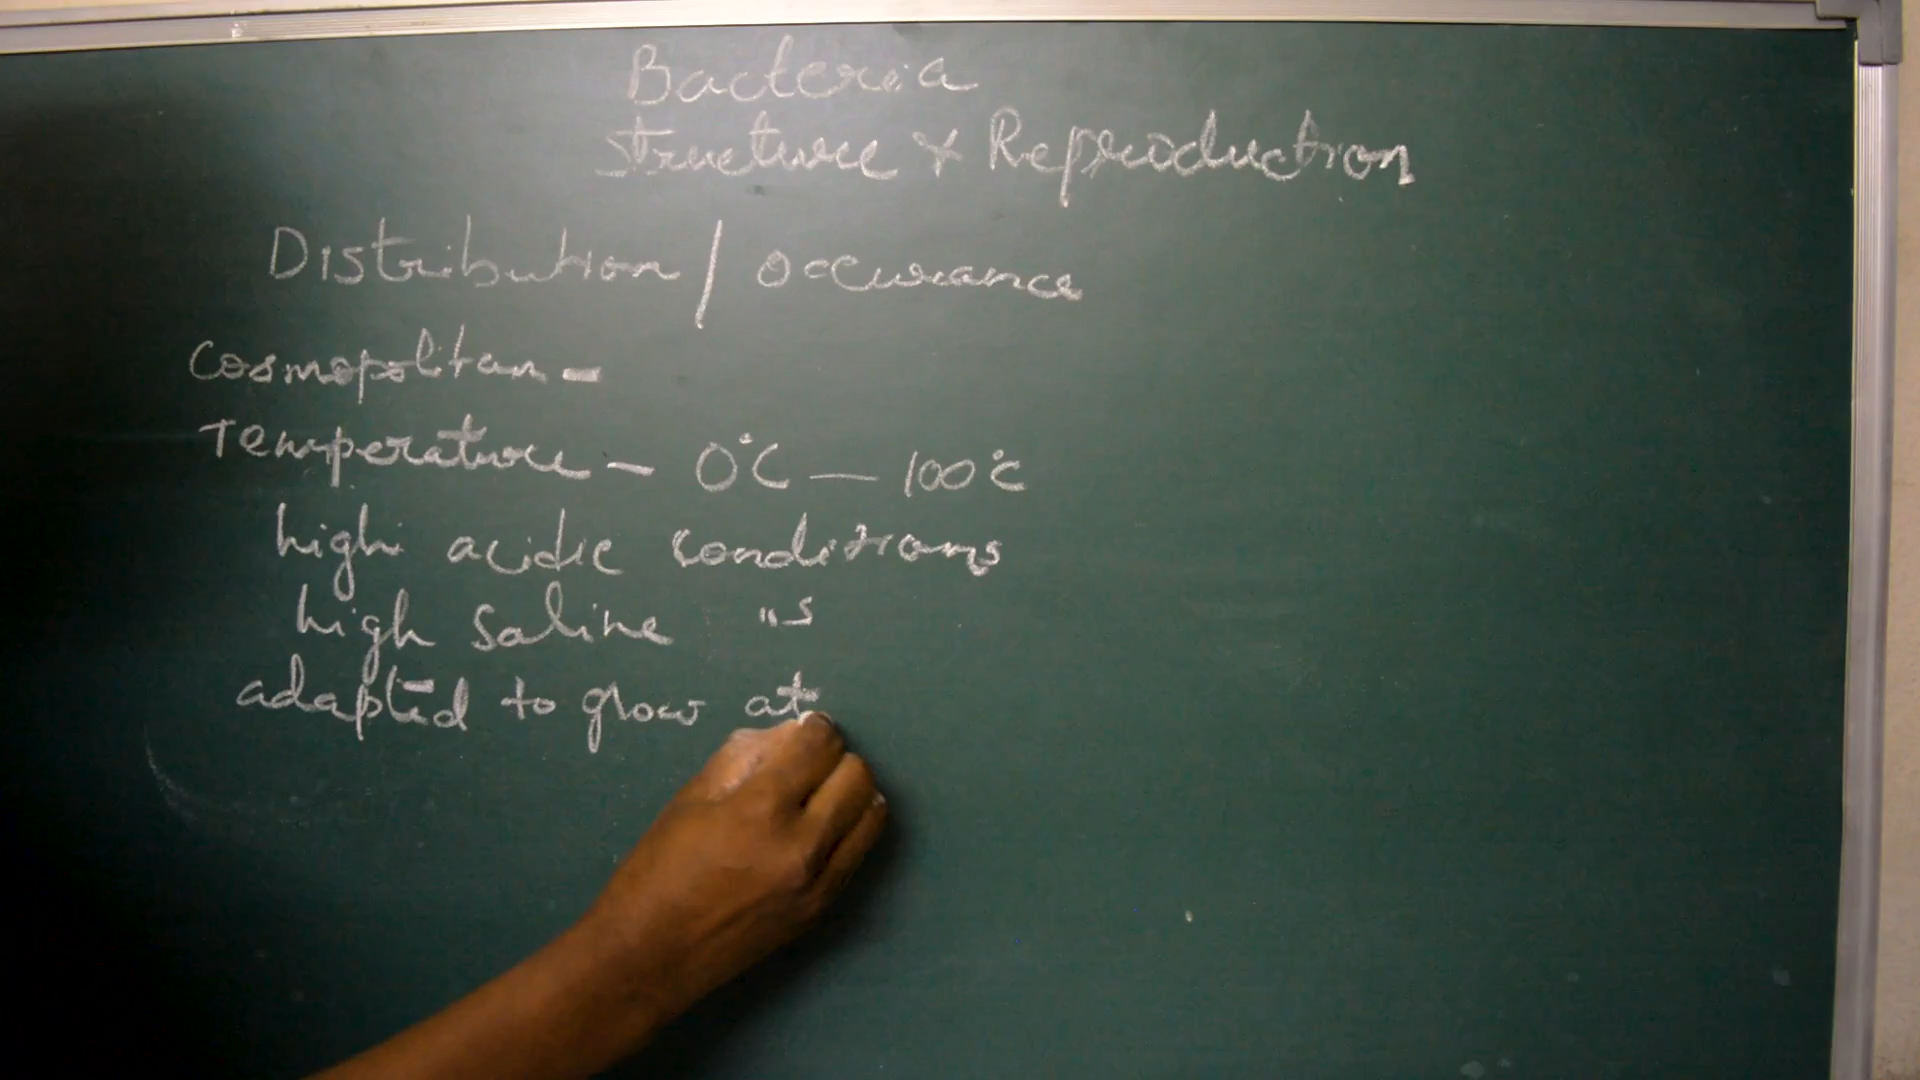 Bacteria
Structure & Reproduction
Distribution / Occurance
Cosmopolitan -
Temperature - 0°C — 100°C
high acidic conditions
high saline "s
adapted to grow at